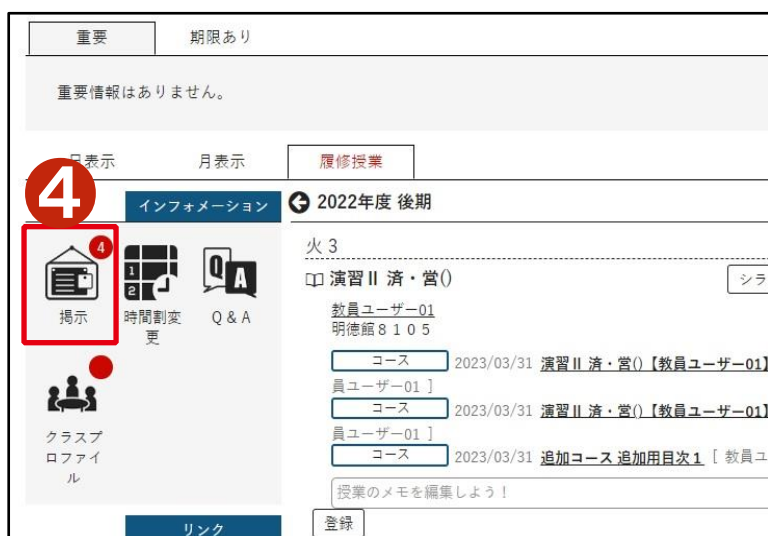 重要 期限あり
重要情報はありません。
日表示 月表示 履修授業
4
インフォメーション
2022年度 後期
4
掲示
1
2
時間割変
更
Q A
Q & A
クラスプ
ロファイ
ル
リンク
火 3
演習Ⅱ 済・営() シラ
教員ユーザー01
明徳館８１０５
コース 2023/03/31 演習Ⅱ 済・営()【教員ユーザー01】
員ユーザー01 ]
コース 2023/03/31 演習Ⅱ 済・営()【教員ユーザー01】
員ユーザー01 ]
コース 2023/03/31 追加コース 追加用目次１ [ 教員ユ
授業のメモを編集しよう！
登録